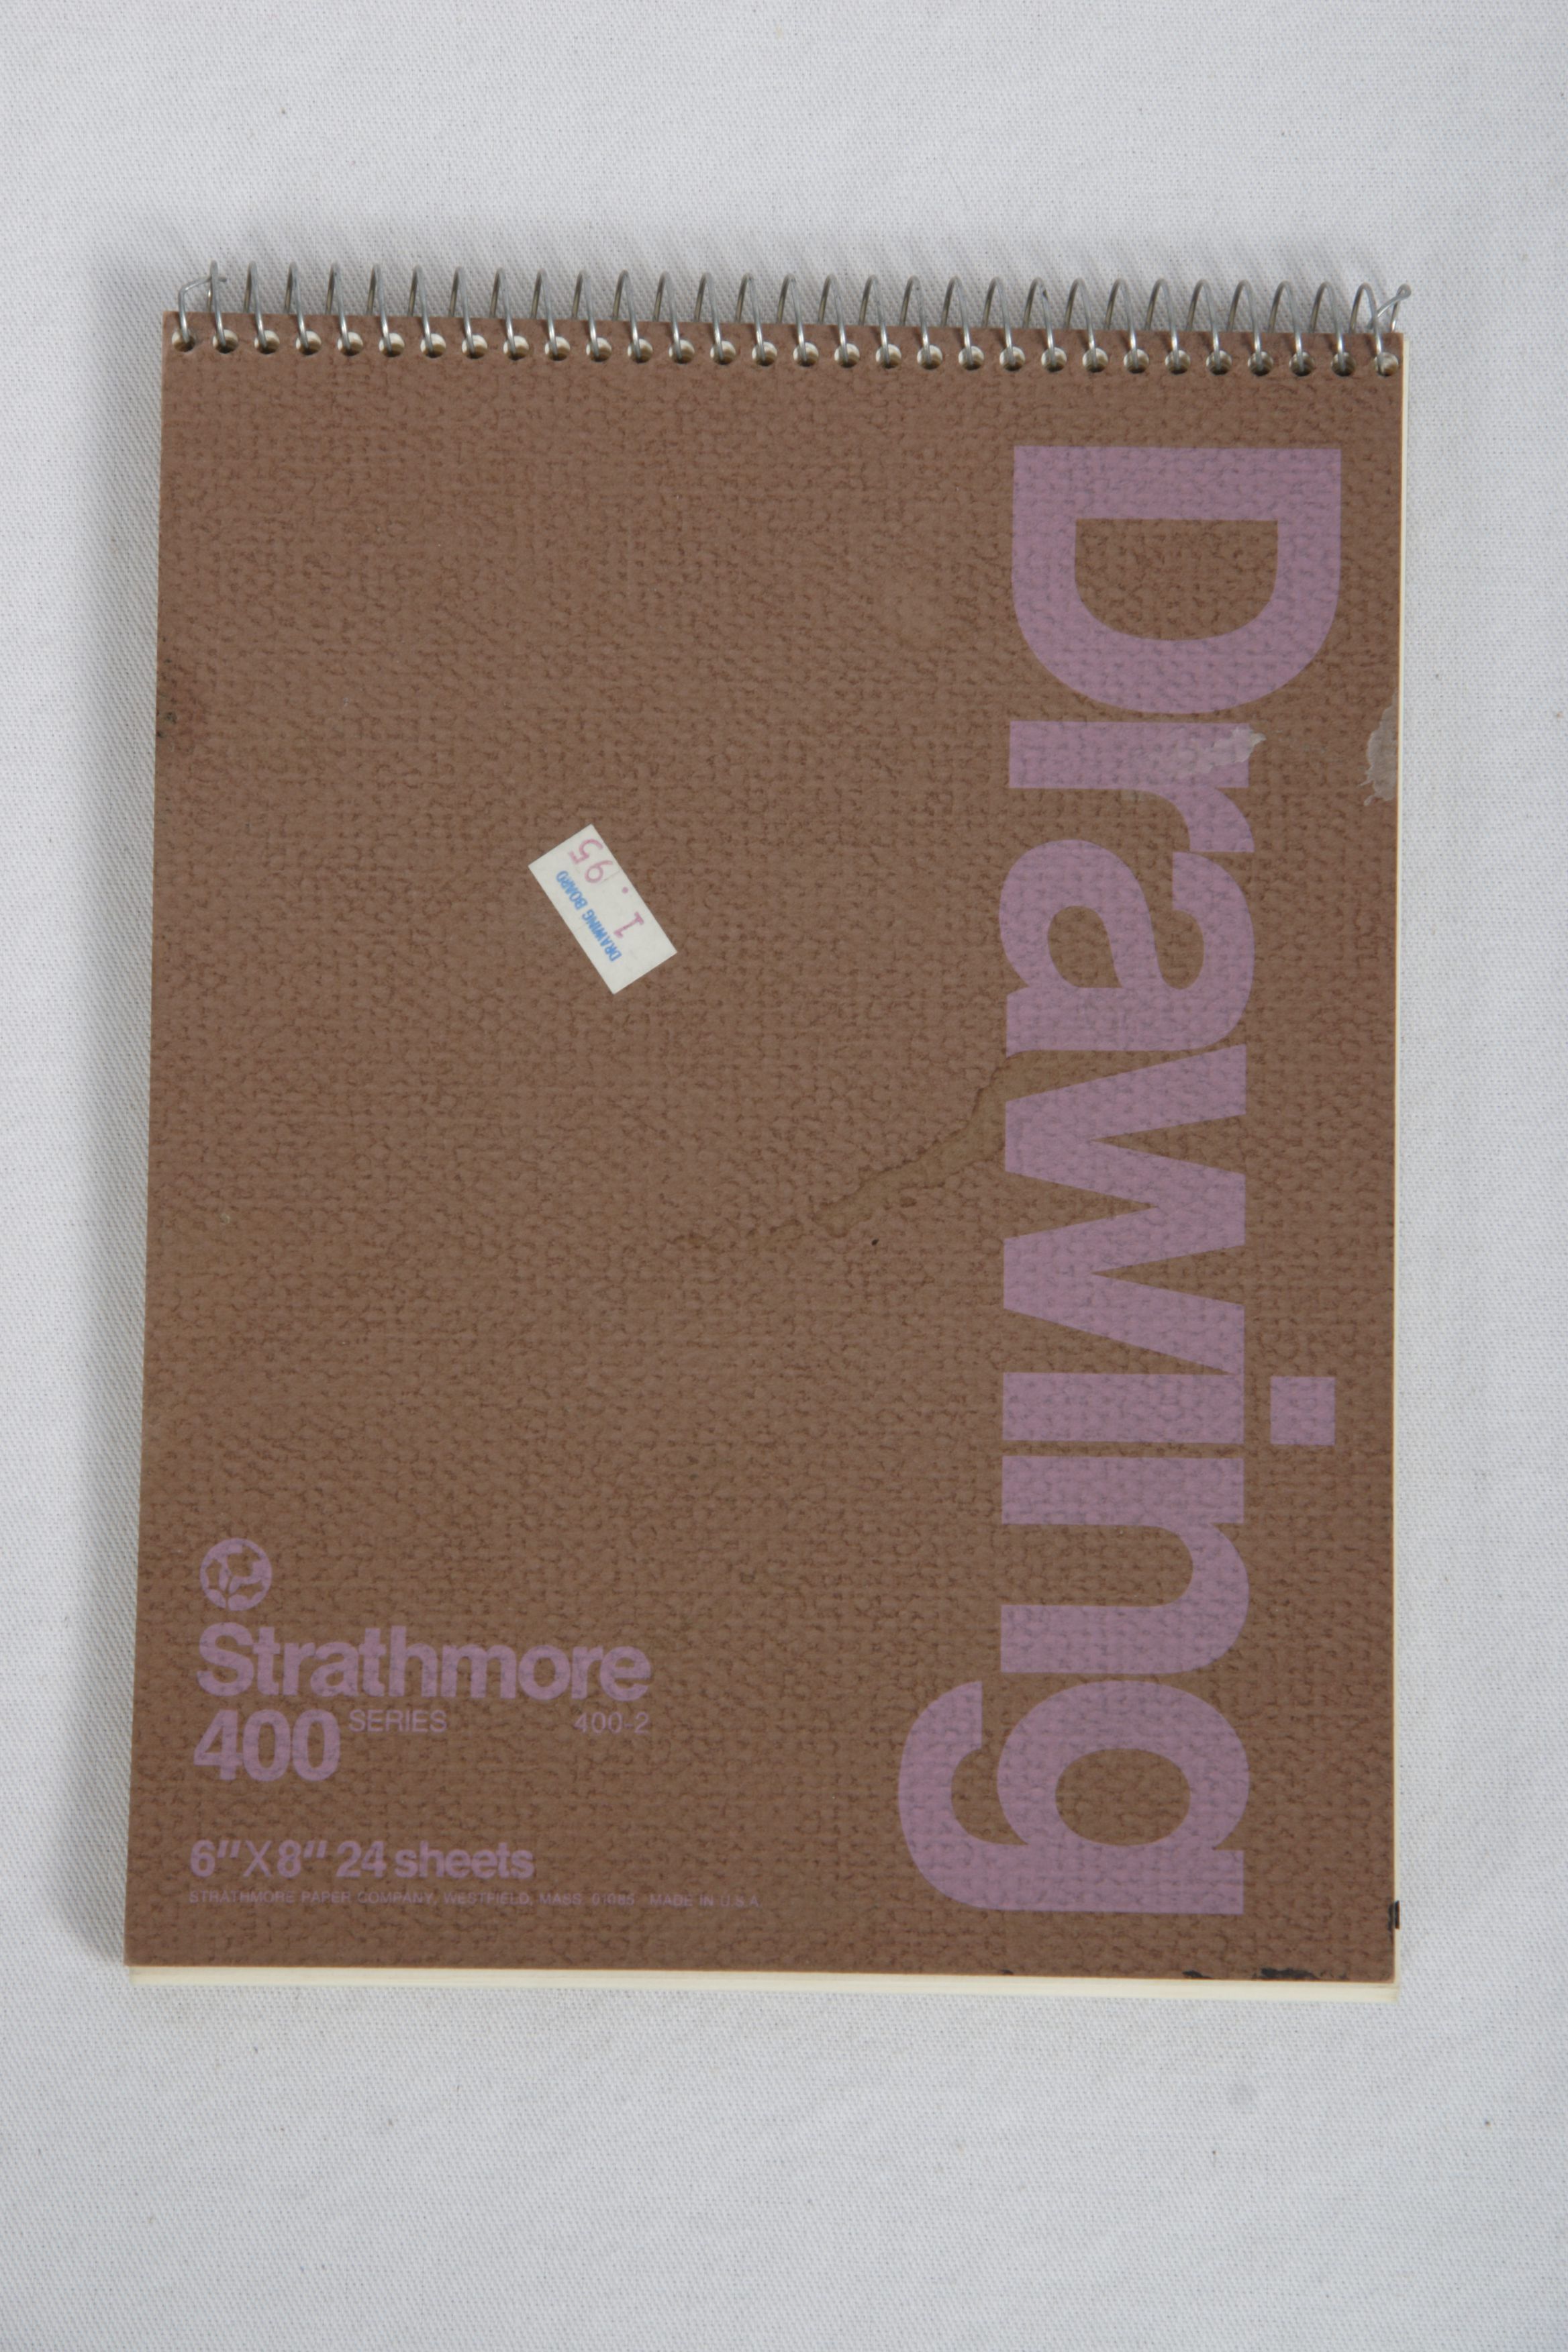 Drawing
1.95
DRAWING BOARD
Strathmore
400 SERIES 400-2
6" X 8" 24 sheets
STRATHMORE PAPER COMPANY, WESTFIELD, MASS. 01085 MADE IN U.S.A.